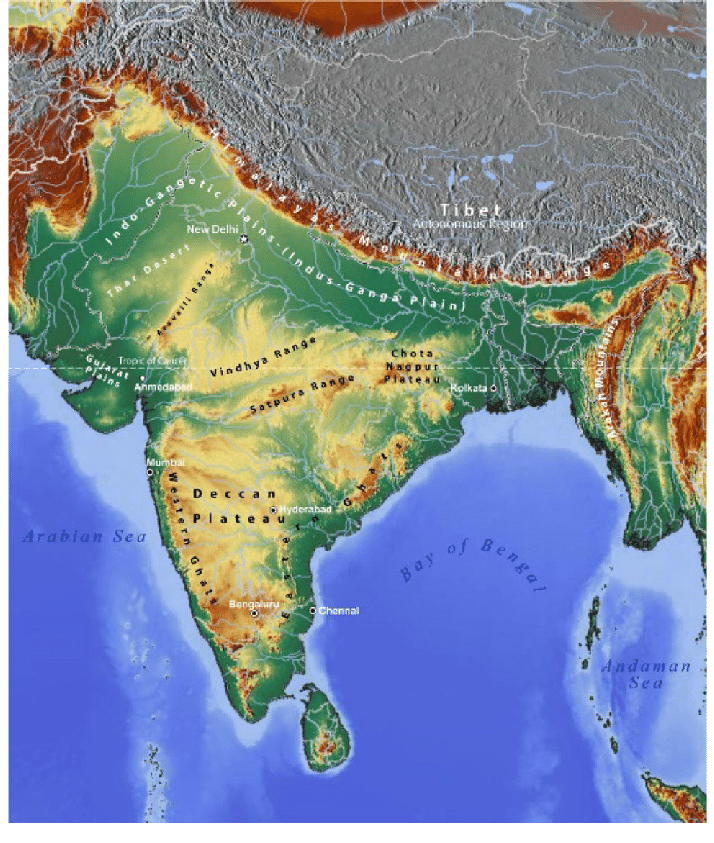 Himalayas Mountain Range
Tibet
Autonomous Region
Indo-Gangetic Plains-(Indus-Ganga Plain)
New Delhi
Thar Desert
Aravalli Range
Vindhya Range
Tropic of Cancer
Gujarat
Plains
Ahmedabad
Satpura Range
Chota
Nagpur
Plateau
Kolkata
Arakan Mountains
Mumbai
Deccan
Plateau
Hyderabad
Western Ghats
Eastern Ghats
Arabian Sea
Bay of Bengal
Bengaluru
Chennai
Andaman
Sea